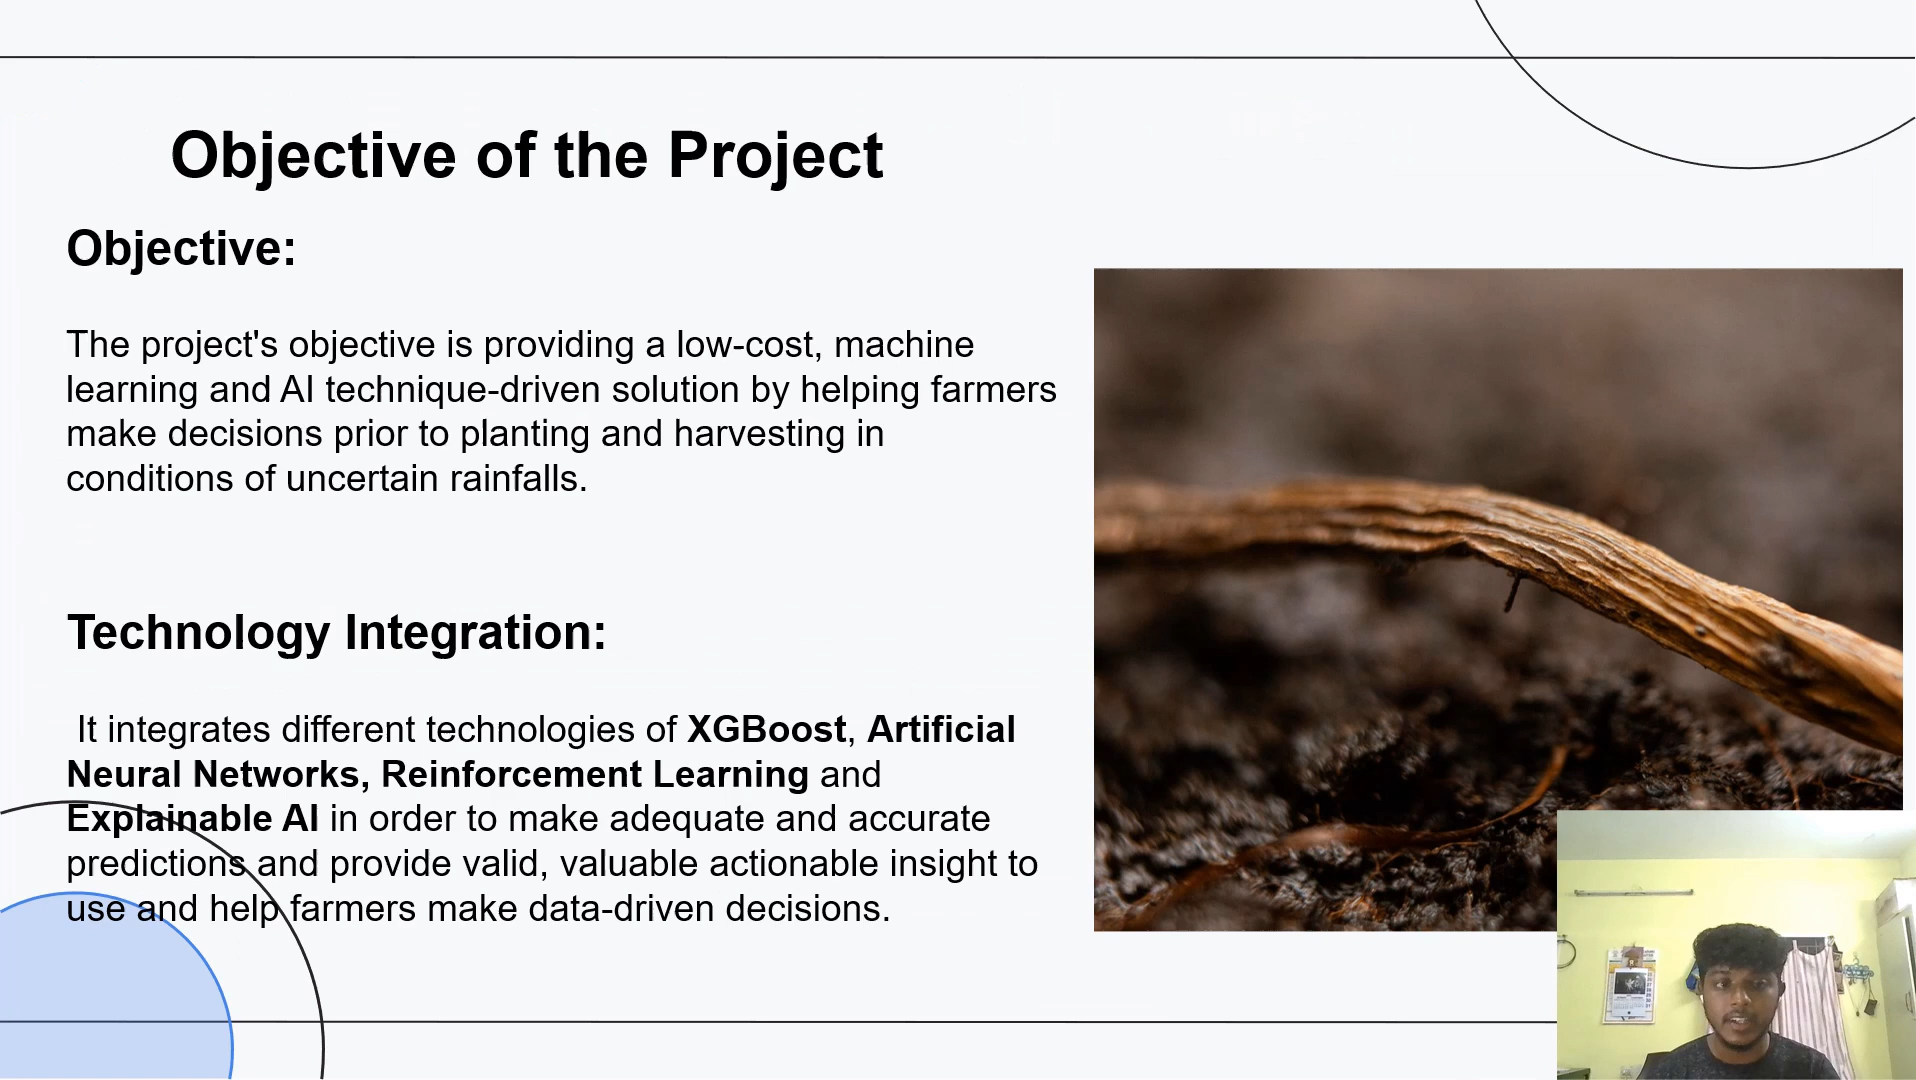 Objective of the Project
Objective:
The project's objective is providing a low-cost, machine
learning and AI technique-driven solution by helping farmers
make decisions prior to planting and harvesting in
conditions of uncertain rainfalls.
Technology Integration:
It integrates different technologies of XGBoost, Artificial
Neural Networks, Reinforcement Learning and
Explainable AI in order to make adequate and accurate
predictions and provide valid, valuable actionable insight to
use and help farmers make data-driven decisions.